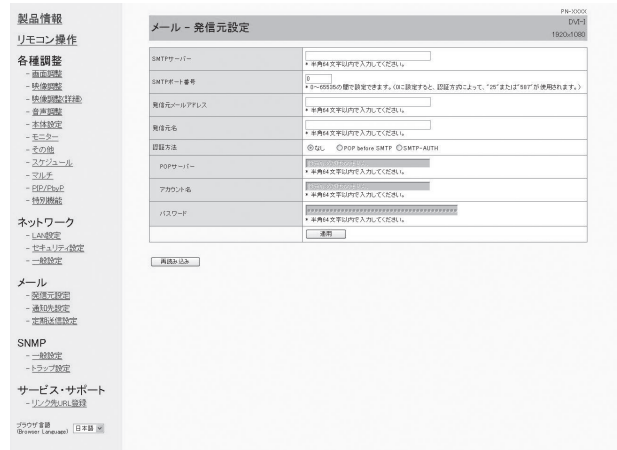 製品情報
リモコン操作
各種調整
- 画面調整
- 映像調整
- 映像調整(詳細)
- 音声調整
- 本体設定
- モニター
- その他
- スケジュール
- マルチ
- PIP/PbyP
- 特別機能
ネットワーク
- LAN設定
- セキュリティ設定
- 一般設定
メール
- 発信元設定
- 通知先設定
- 定期送信設定
SNMP
- 一般設定
- トラップ設定
サービス・サポート
- リンク先URL登録
ブラウザ言語
(Browser Language) 日本語
PN-XXXX
メール - 発信元設定
DVI-I
1920x1080
SMTPサーバー
* 半角64文字以内で入力してください。
SMTPポート番号
0
* 0～65535の間で設定できます。(0に設定すると、認証方向によって、"25"または"587"が使用されます。)
発信元メールアドレス
* 半角64文字以内で入力してください。
発信元名
* 半角64文字以内で入力してください。
認証方法
なし POP before SMTP SMTP-AUTH
POPサーバー
* 半角64文字以内で入力してください。
アカウント名
* 半角64文字以内で入力してください。
パスワード
* 半角64文字以内で入力してください。
適用
再読み込み